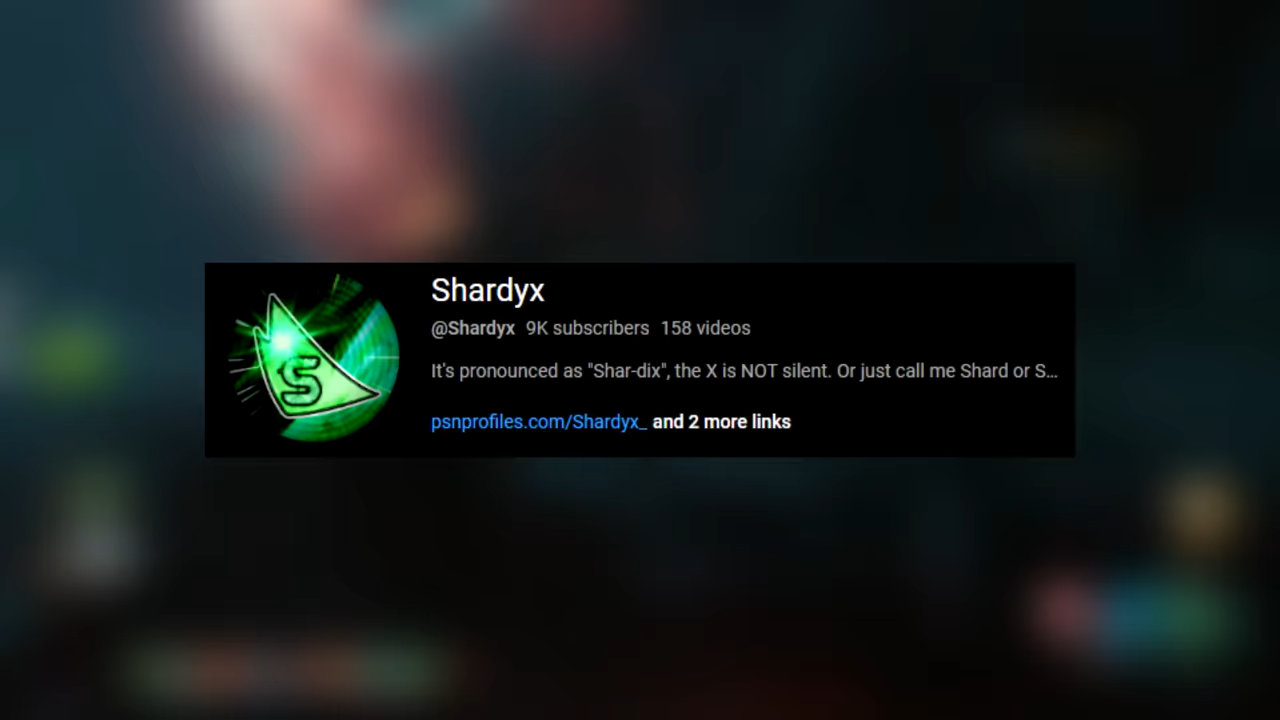 Shardyx
@Shardyx 9K subscribers 158 videos
It's pronounced as "Shar-dix", the X is NOT silent. Or just call me Shard or S...
S
psnprofiles.com/Shardyx_ and 2 more links